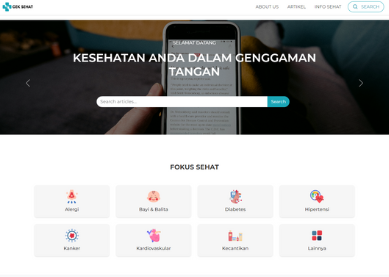 CEK SEHAT
ABOUT US
ARTIKEL
INFO SEHAT
SEARCH
SELAMAT DATANG
KESEHATAN ANDA DALAM GENGGAMAN
TANGAN
Search articles...
Search
FOKUS SEHAT
Alergi
Bayi & Balita
Diabetes
Hipertensi
Kanker
Kardiovaskular
Kecantikan
Lainnya